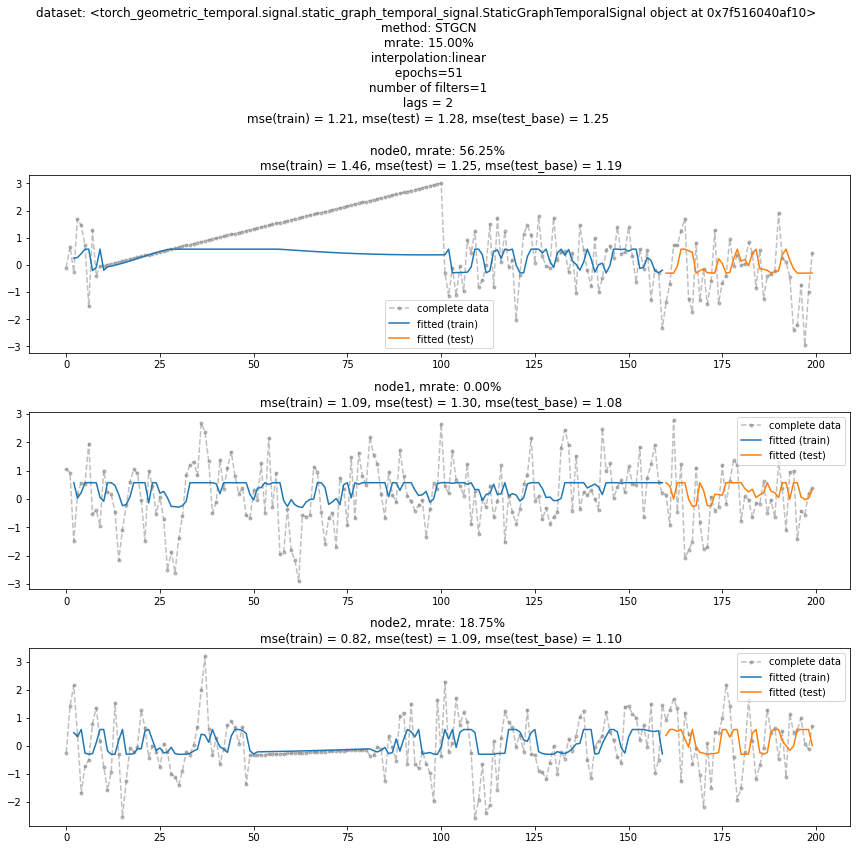 dataset: <torch_geometric_temporal.signal.static_graph_temporal_signal.StaticGraphTemporalSignal object at 0x7f516040af10>
method: STGCN
mrate: 15.00%
interpolation:linear
epochs=51
number of filters=1
lags = 2
mse(train) = 1.21, mse(test) = 1.28, mse(test_base) = 1.25
node0, mrate: 56.25%
mse(train) = 1.46, mse(test) = 1.25, mse(test_base) = 1.19
3
2
1
0
−1
−2
−3
complete data
fitted (train)
fitted (test)
0 25 50 75 100 125 150 175 200
node1, mrate: 0.00%
mse(train) = 1.09, mse(test) = 1.30, mse(test_base) = 1.08
3
2
1
0
−1
−2
−3
complete data
fitted (train)
fitted (test)
0 25 50 75 100 125 150 175 200
node2, mrate: 18.75%
mse(train) = 0.82, mse(test) = 1.09, mse(test_base) = 1.10
3
2
1
0
−1
−2
complete data
fitted (train)
fitted (test)
0 25 50 75 100 125 150 175 200